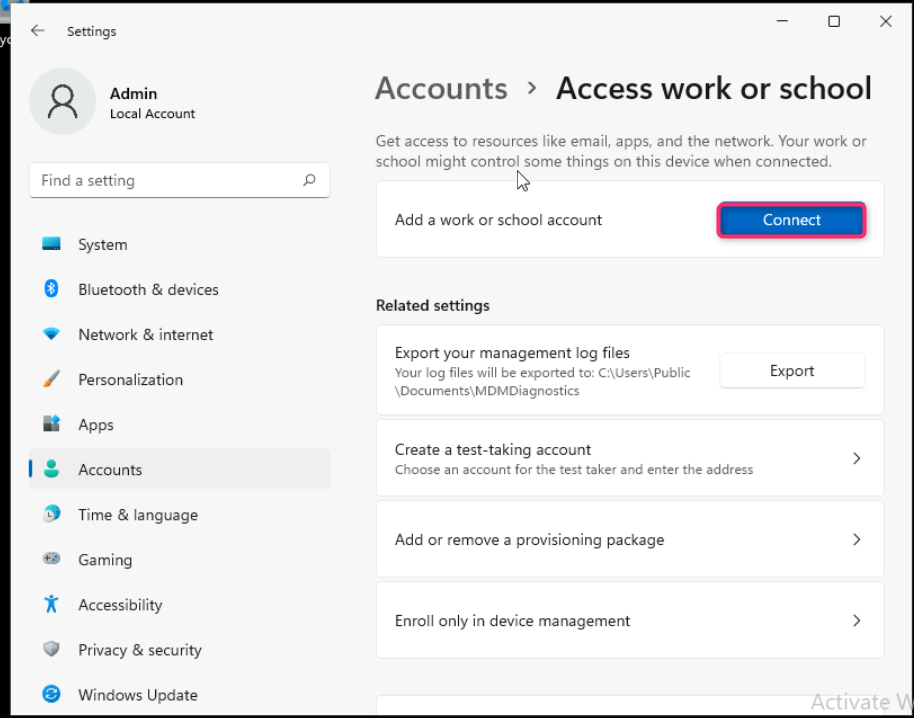 Settings
Admin
Local Account
Find a setting
System
Bluetooth & devices
Network & internet
Personalization
Apps
Accounts
Time & language
Gaming
Accessibility
Privacy & security
Windows Update
Accounts › Access work or school
Get access to resources like email, apps, and the network. Your work or
school might control some things on this device when connected.
Add a work or school account
Connect
Related settings
Export your management log files
Your log files will be exported to: C:\Users\Public
\Documents\MDMDiagnostics
Export
Create a test-taking account
Choose an account for the test taker and enter the address
Add or remove a provisioning package
Enroll only in device management
Activate